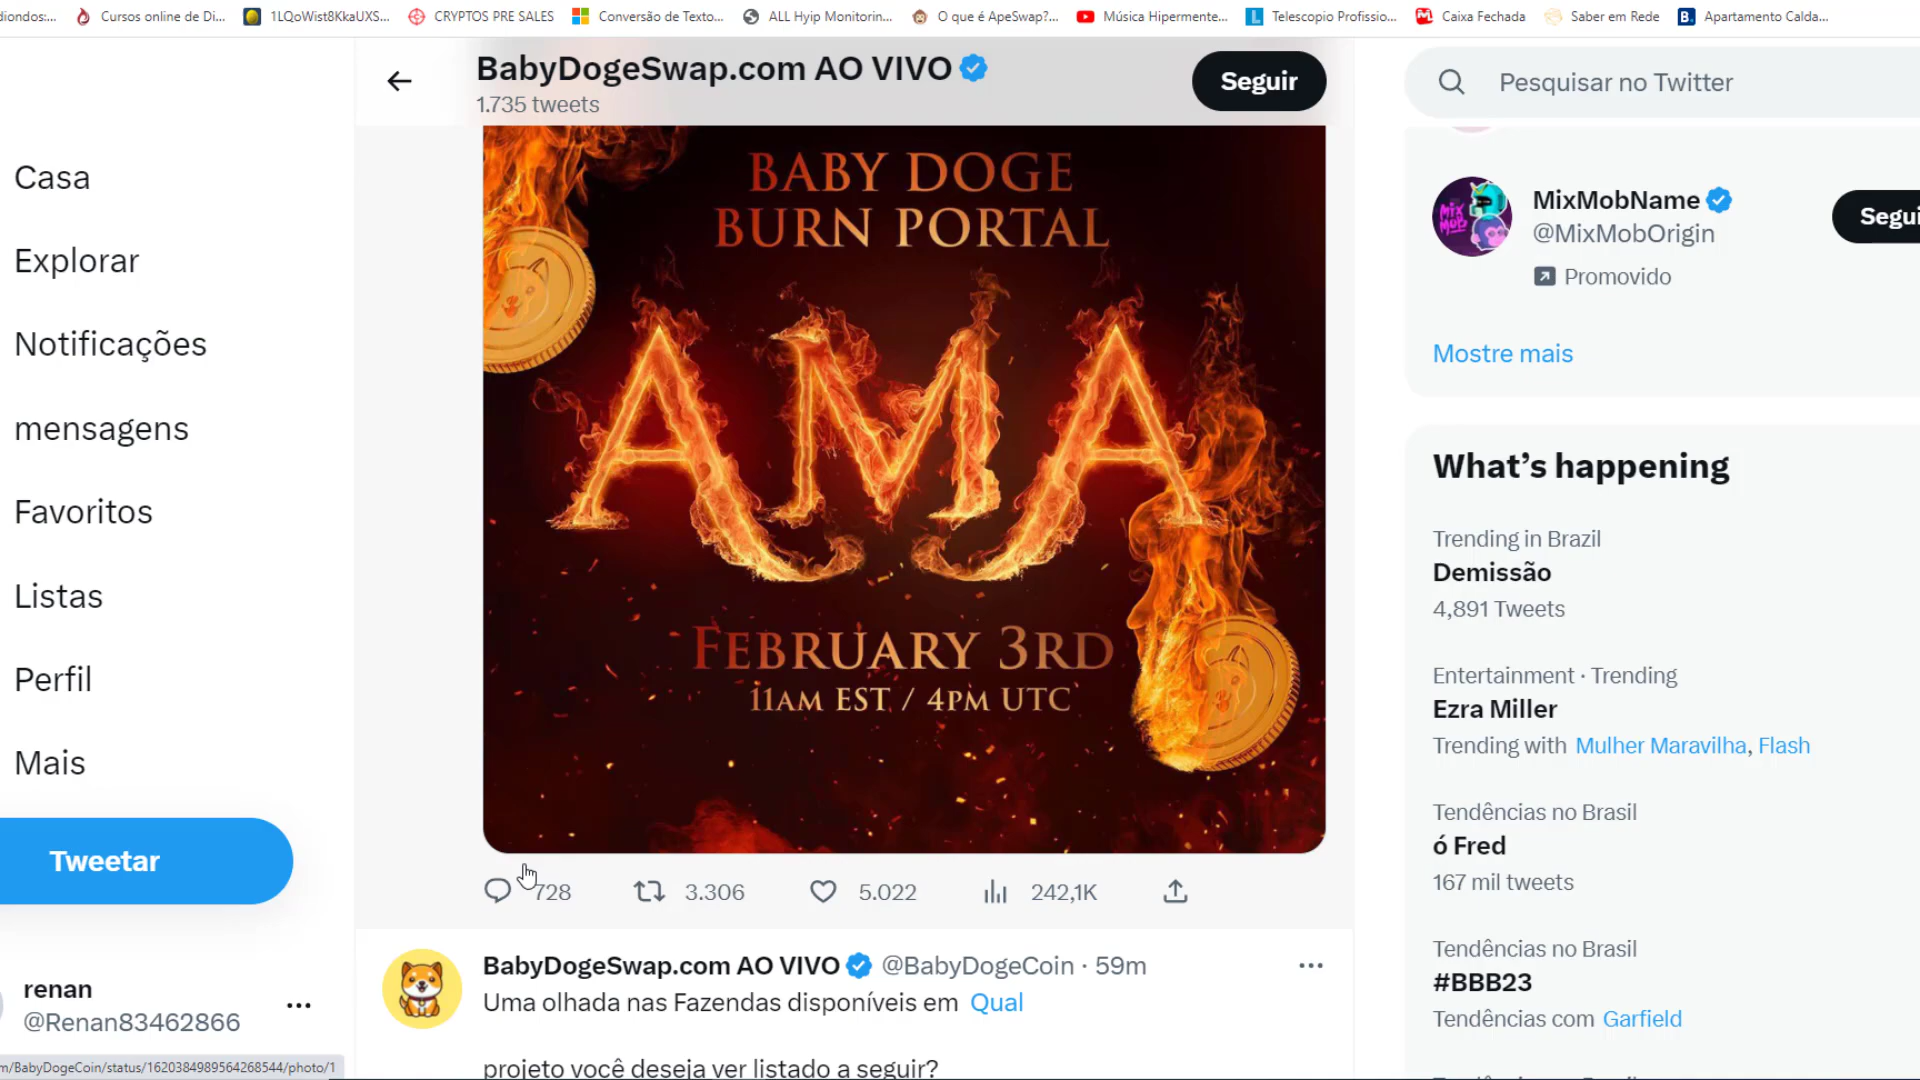 diondos:...
Cursos online de Di...
1LQoWist8KkaUXS...
CRYPTOS PRE SALES
Conversão de Texto...
ALL Hyip Monitorin...
O que é ApeSwap?...
Música Hipermente...
Telescopio Profissio...
Caixa Fechada
Saber em Rede
Apartamento Calda...
BabyDogeSwap.com AO VIVO
1.735 tweets
Seguir
Pesquisar no Twitter
Casa
Explorar
Notificações
mensagens
Favoritos
Listas
Perfil
Mais
Tweetar
renan
@Renan83462866
BABY DOGE
BURN PORTAL
AMA
FEBRUARY 3RD
11AM EST / 4PM UTC
728
3.306
5.022
242,1K
BabyDogeSwap.com AO VIVO @BabyDogeCoin · 59m
Uma olhada nas Fazendas disponíveis em Qual
projeto você deseja ver listado a seguir?
MIX
MOB
MixMobName
@MixMobOrigin
Promovido
Segui
Mostre mais
What's happening
Trending in Brazil
Demissão
4,891 Tweets
Entertainment · Trending
Ezra Miller
Trending with Mulher Maravilha, Flash
Tendências no Brasil
ó Fred
167 mil tweets
Tendências no Brasil
#BBB23
Tendências com Garfield
m/BabyDogeCoin/status/1620384989564268544/photo/1